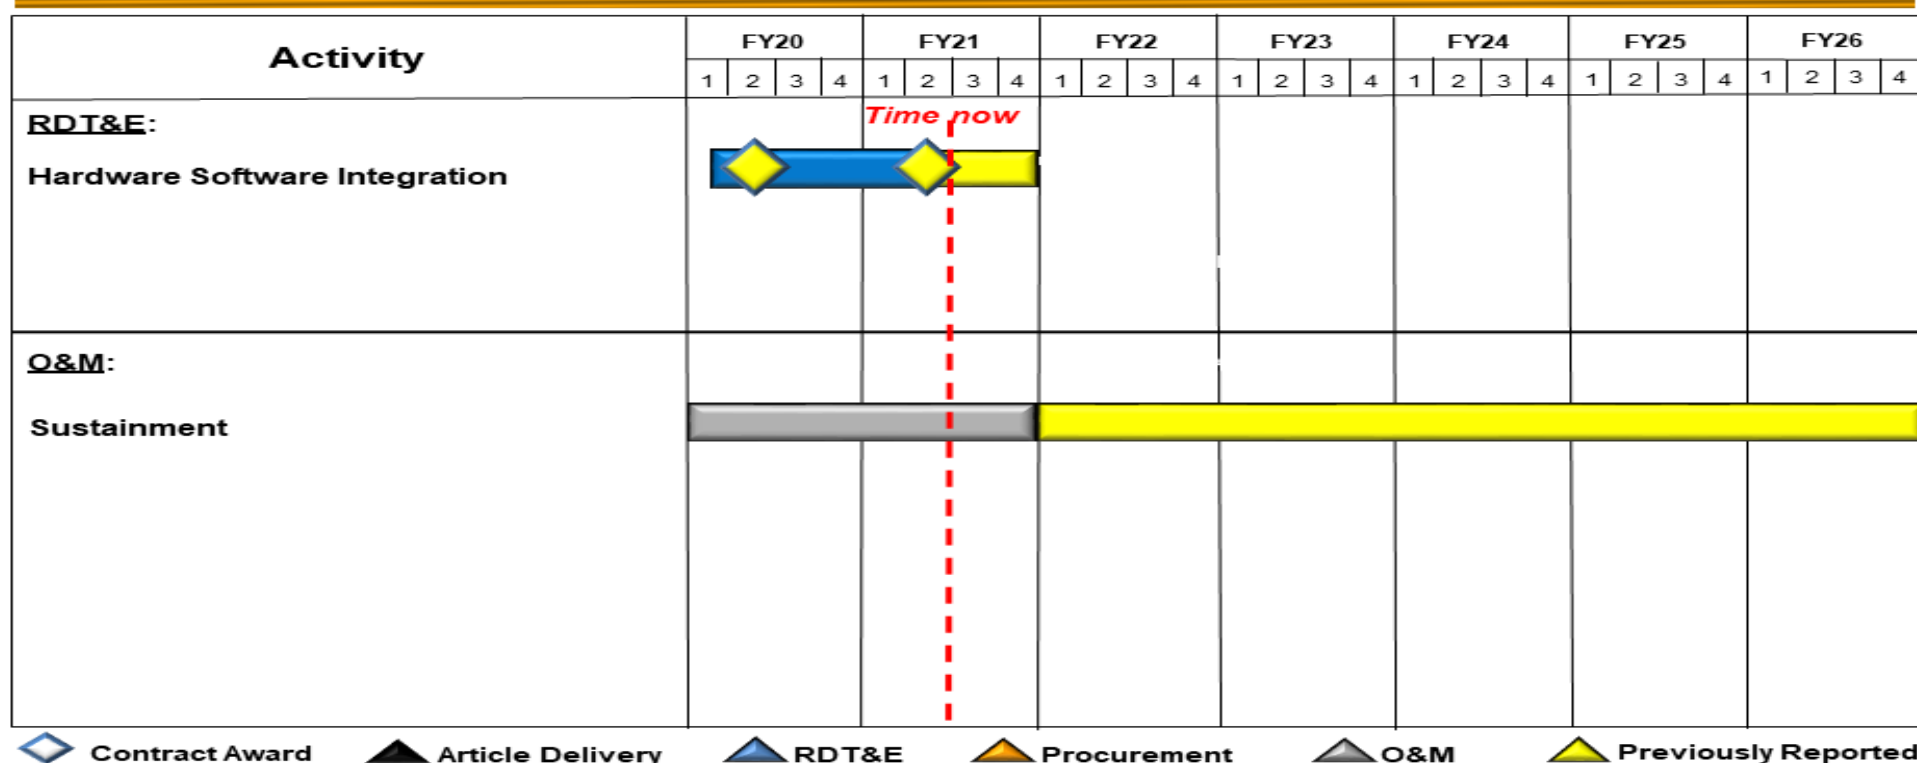 Activity FY20 FY21 FY22 FY23 FY24 FY25 FY26
1 2 3 4 1 2 3 4 1 2 3 4 1 2 3 4 1 2 3 4 1 2 3 4 1 2 3 4
RDT&E: Time now
Hardware Software Integration
O&M:
Sustainment
Contract Award Article Delivery RDT&E Procurement O&M Previously Reported